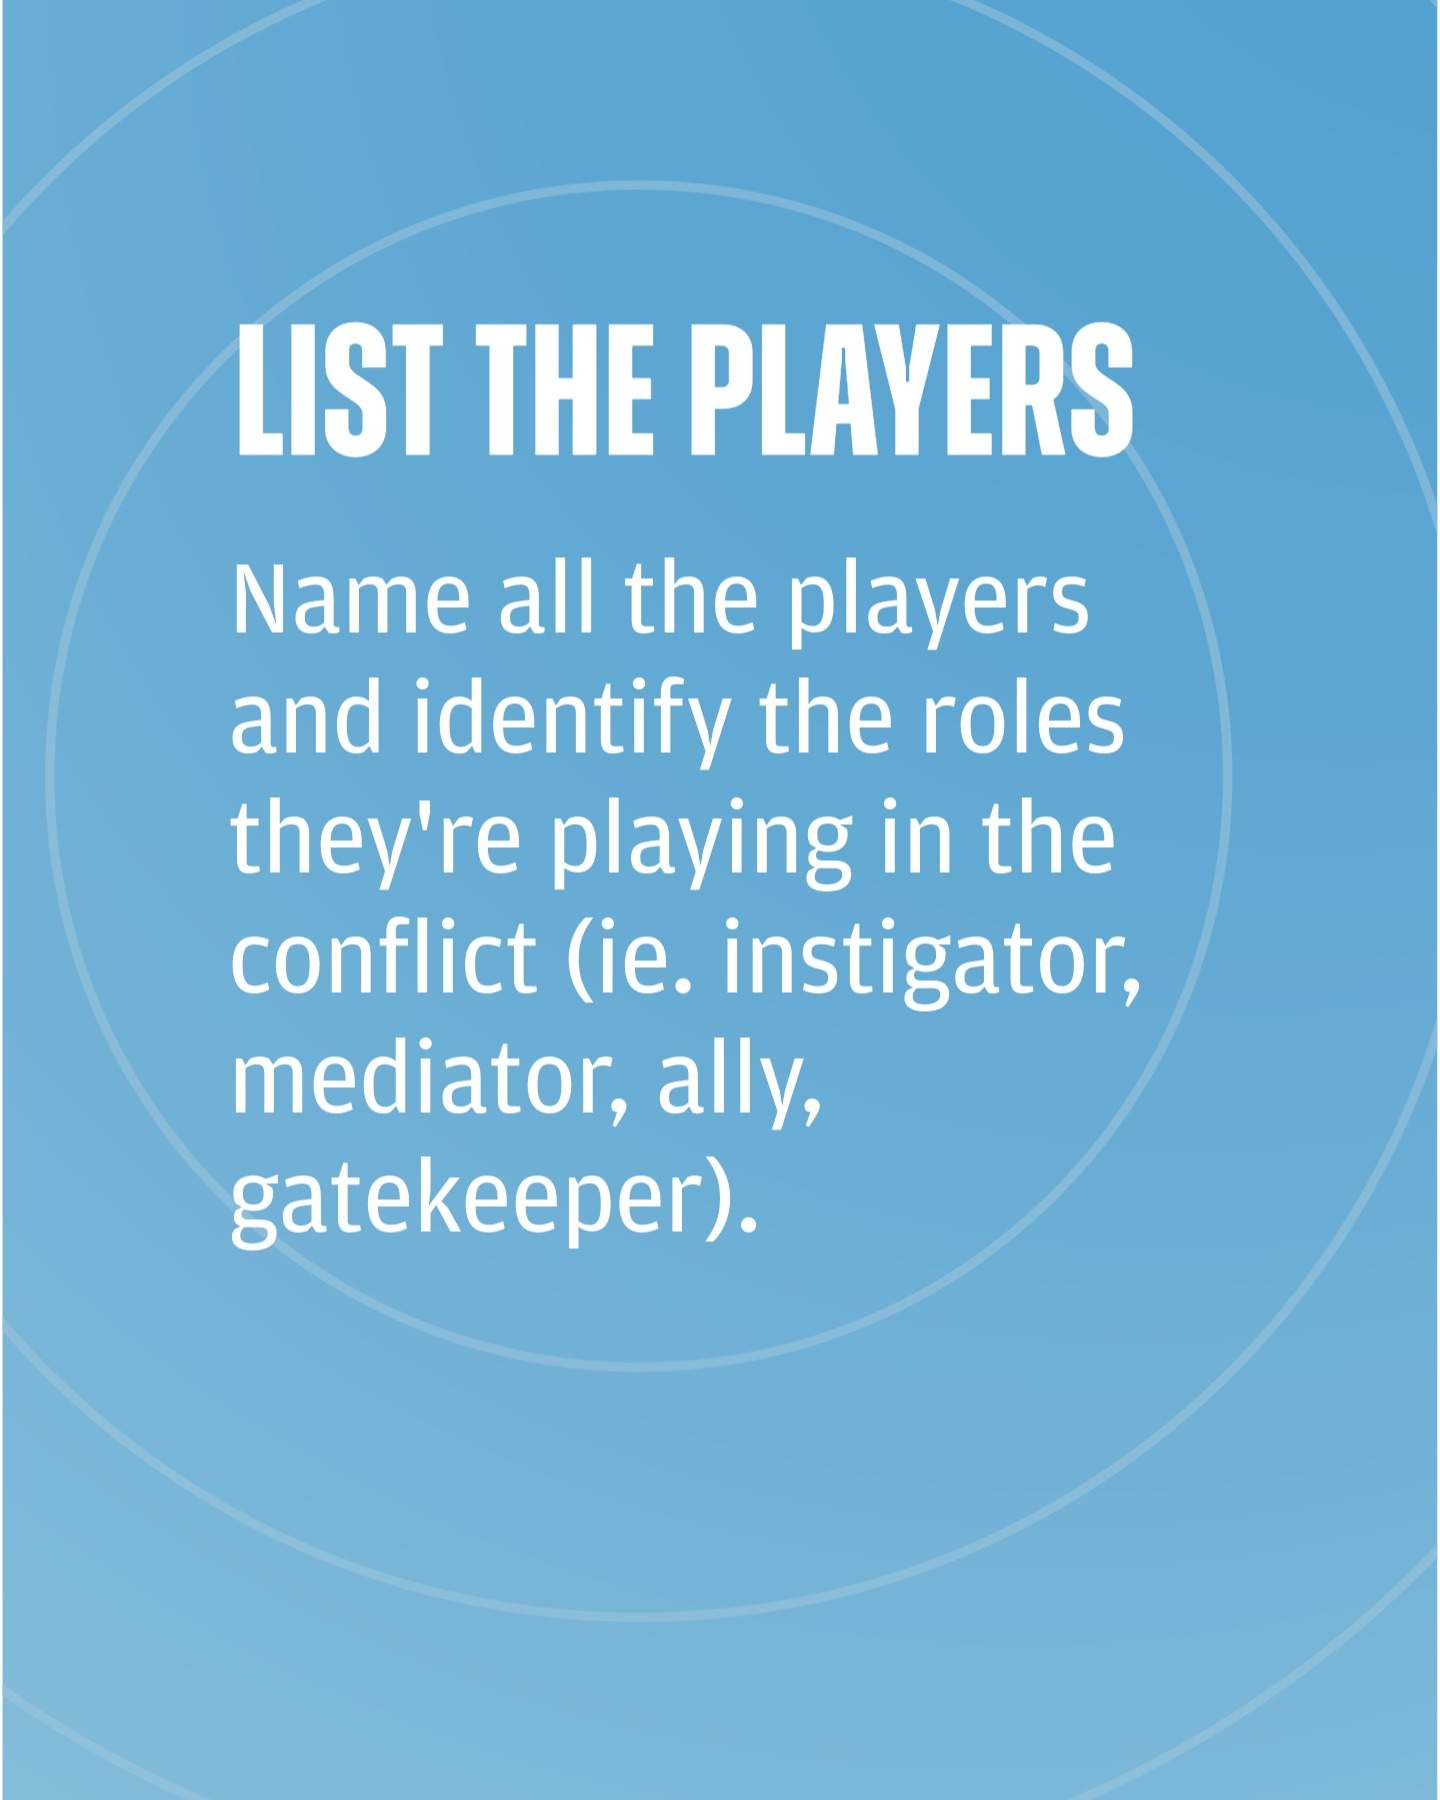 LIST THE PLAYERS
Name all the players
and identify the roles
they're playing in the
conflict (ie. instigator,
mediator, ally,
gatekeeper).